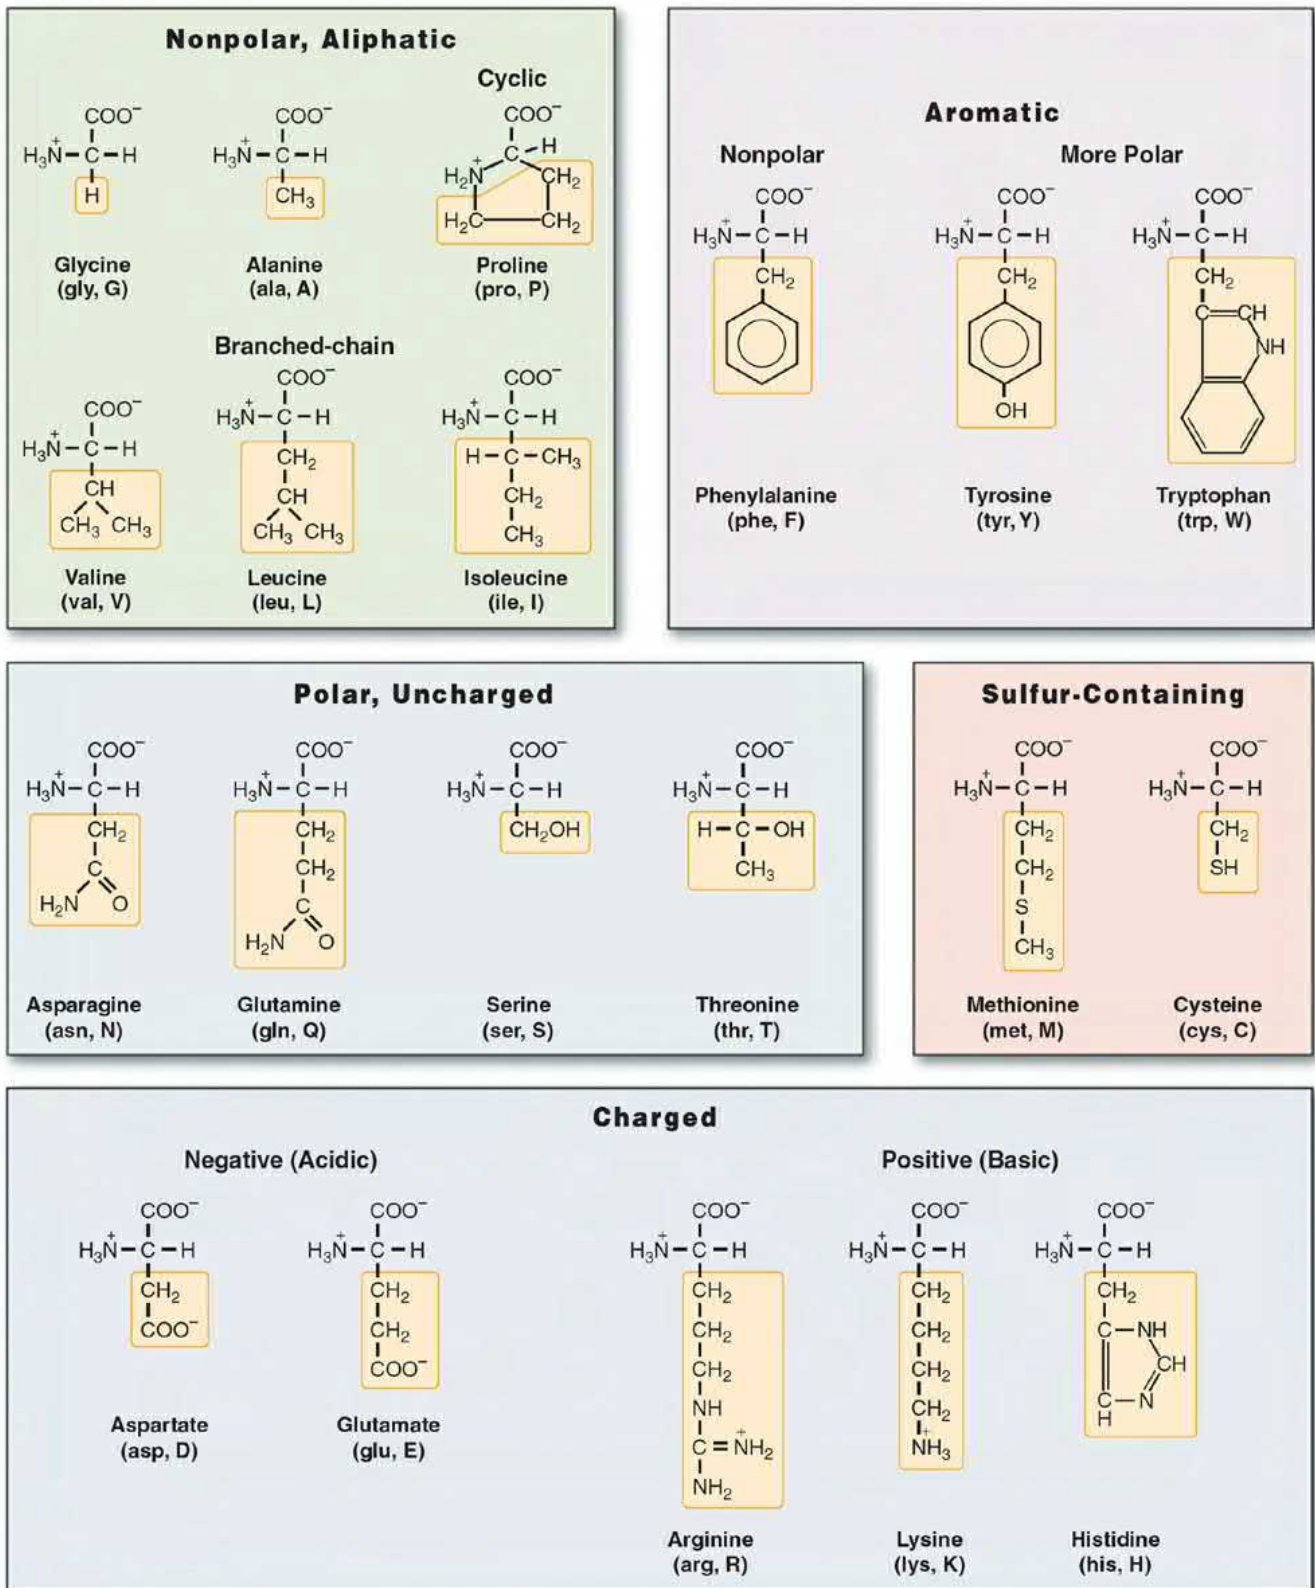 Nonpolar, Aliphatic
Cyclic
COO⁻
H₃N⁺–C–H
H
Glycine
(gly, G)
COO⁻
H₃N⁺–C–H
CH₃
Alanine
(ala, A)
COO⁻
C–H
H₂N⁺
CH₂
H₂C
CH₂
Proline
(pro, P)
Branched-chain
COO⁻
H₃N⁺–C–H
CH
CH₃ CH₃
Valine
(val, V)
COO⁻
H₃N⁺–C–H
CH₂
CH
CH₃ CH₃
Leucine
(leu, L)
COO⁻
H₃N⁺–C–H
H–C–CH₃
CH₂
CH₃
Isoleucine
(ile, I)
Aromatic
Nonpolar
More Polar
COO⁻
H₃N⁺–C–H
CH₂
Phenylalanine
(phe, F)
COO⁻
H₃N⁺–C–H
CH₂
OH
Tyrosine
(tyr, Y)
COO⁻
H₃N⁺–C–H
CH₂
C=CH
NH
Tryptophan
(trp, W)
Polar, Uncharged
COO⁻
H₃N⁺–C–H
CH₂
C
H₂N O
Asparagine
(asn, N)
COO⁻
H₃N⁺–C–H
CH₂
CH₂
C
H₂N O
Glutamine
(gln, Q)
COO⁻
H₃N⁺–C–H
CH₂OH
Serine
(ser, S)
COO⁻
H₃N⁺–C–H
H–C–OH
CH₃
Threonine
(thr, T)
Sulfur-Containing
COO⁻
H₃N⁺–C–H
CH₂
CH₂
S
CH₃
Methionine
(met, M)
COO⁻
H₃N⁺–C–H
CH₂
SH
Cysteine
(cys, C)
Charged
Negative (Acidic)
COO⁻
H₃N⁺–C–H
CH₂
COO⁻
Aspartate
(asp, D)
COO⁻
H₃N⁺–C–H
CH₂
CH₂
COO⁻
Glutamate
(glu, E)
Positive (Basic)
COO⁻
H₃N⁺–C–H
CH₂
CH₂
CH₂
NH
C=N⁺H₂
NH₂
Arginine
(arg, R)
COO⁻
H₃N⁺–C–H
CH₂
CH₂
CH₂
CH₂
N⁺H₃
Lysine
(lys, K)
COO⁻
H₃N⁺–C–H
CH₂
C–NH
CH
C–N
H
Histidine
(his, H)